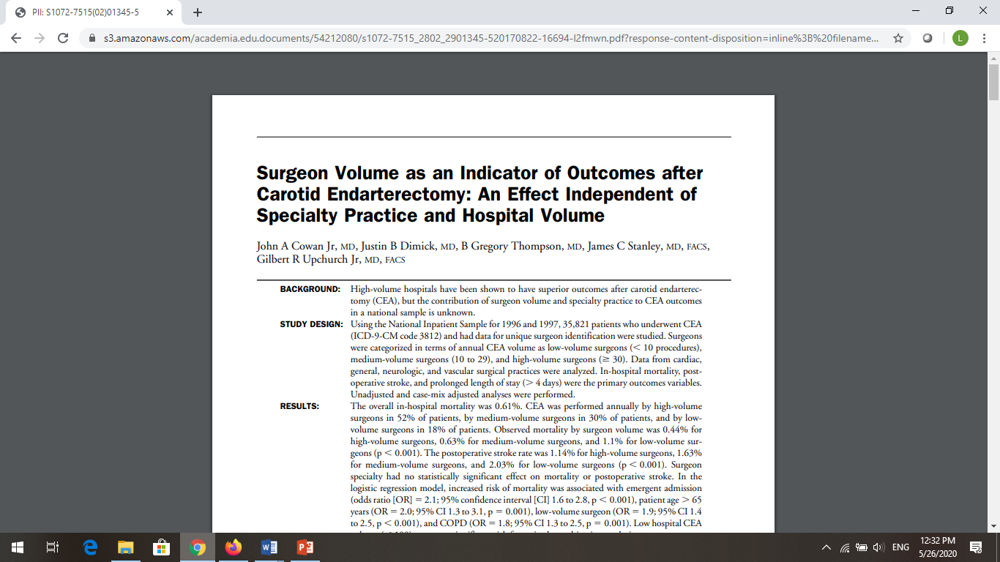 PII: S1072-7515(02)01345-5
s3.amazonaws.com/academia.edu.documents/54212080/s1072-7515_2802_2901345-520170822-16694-l2fmwn.pdf?response-content-disposition=inline%3B%20filename...
L
Surgeon Volume as an Indicator of Outcomes after
Carotid Endarterectomy: An Effect Independent of
Specialty Practice and Hospital Volume
John A Cowan Jr, MD, Justin B Dimick, MD, B Gregory Thompson, MD, James C Stanley, MD, FACS,
Gilbert R Upchurch Jr, MD, FACS
BACKGROUND: High-volume hospitals have been shown to have superior outcomes after carotid endarterec-
tomy (CEA), but the contribution of surgeon volume and specialty practice to CEA outcomes
in a national sample is unknown.
STUDY DESIGN: Using the National Inpatient Sample for 1996 and 1997, 35,821 patients who underwent CEA
(ICD-9-CM code 3812) and had data for unique surgeon identification were studied. Surgeons
were categorized in terms of annual CEA volume as low-volume surgeons (< 10 procedures),
medium-volume surgeons (10 to 29), and high-volume surgeons (≥ 30). Data from cardiac,
general, neurologic, and vascular surgical practices were analyzed. In-hospital mortality, post-
operative stroke, and prolonged length of stay (> 4 days) were the primary outcomes variables.
Unadjusted and case-mix adjusted analyses were performed.
RESULTS: The overall in-hospital mortality was 0.61%. CEA was performed annually by high-volume
surgeons in 52% of patients, by medium-volume surgeons in 30% of patients, and by low-
volume surgeons in 18% of patients. Observed mortality by surgeon volume was 0.44% for
high-volume surgeons, 0.63% for medium-volume surgeons, and 1.1% for low-volume sur-
geons (p < 0.001). The postoperative stroke rate was 1.14% for high-volume surgeons, 1.63%
for medium-volume surgeons, and 2.03% for low-volume surgeons (p < 0.001). Surgeon
specialty had no statistically significant effect on mortality or postoperative stroke. In the
logistic regression model, increased risk of mortality was associated with emergent admission
(odds ratio [OR] = 2.1; 95% confidence interval [CI] 1.6 to 2.8, p < 0.001), patient age > 65
years (OR = 2.0; 95% CI 1.3 to 3.1, p = 0.001), low-volume surgeon (OR = 1.9; 95% CI 1.4
to 2.5, p < 0.001), and COPD (OR = 1.8; 95% CI 1.3 to 2.5, p = 0.001). Low hospital CEA
ENG
12:32 PM
5/26/2020